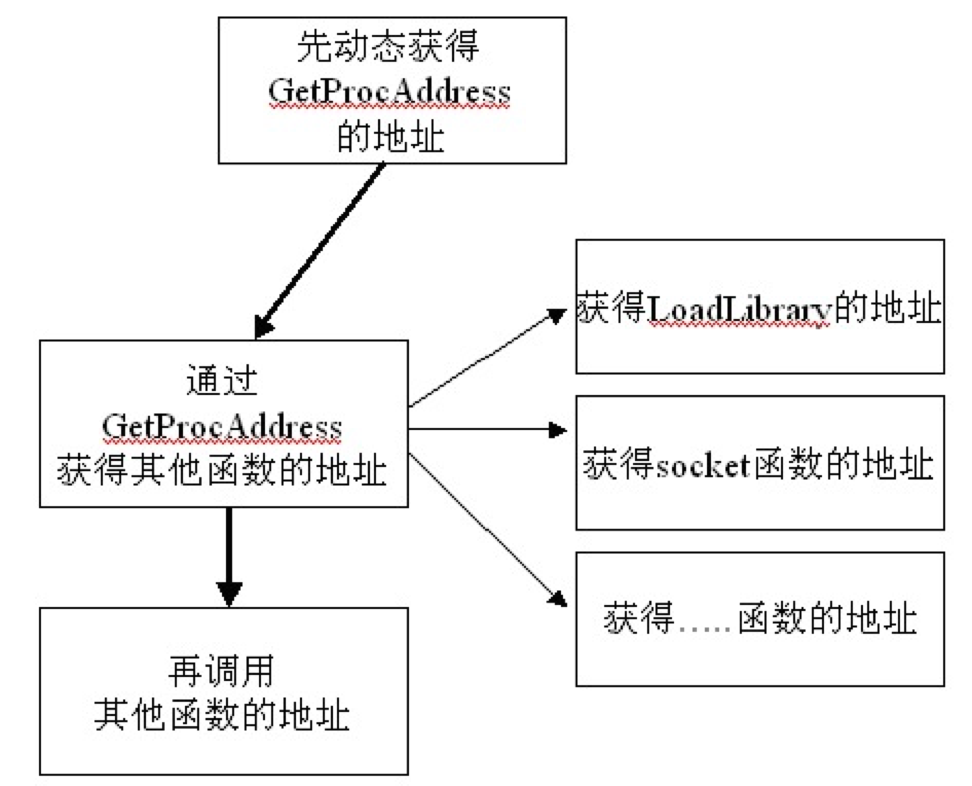 先动态获得
GetProcAddress
的地址
通过
GetProcAddress
获得其他函数的地址
获得LoadLibrary的地址
获得socket函数的地址
获得…..函数的地址
再调用
其他函数的地址